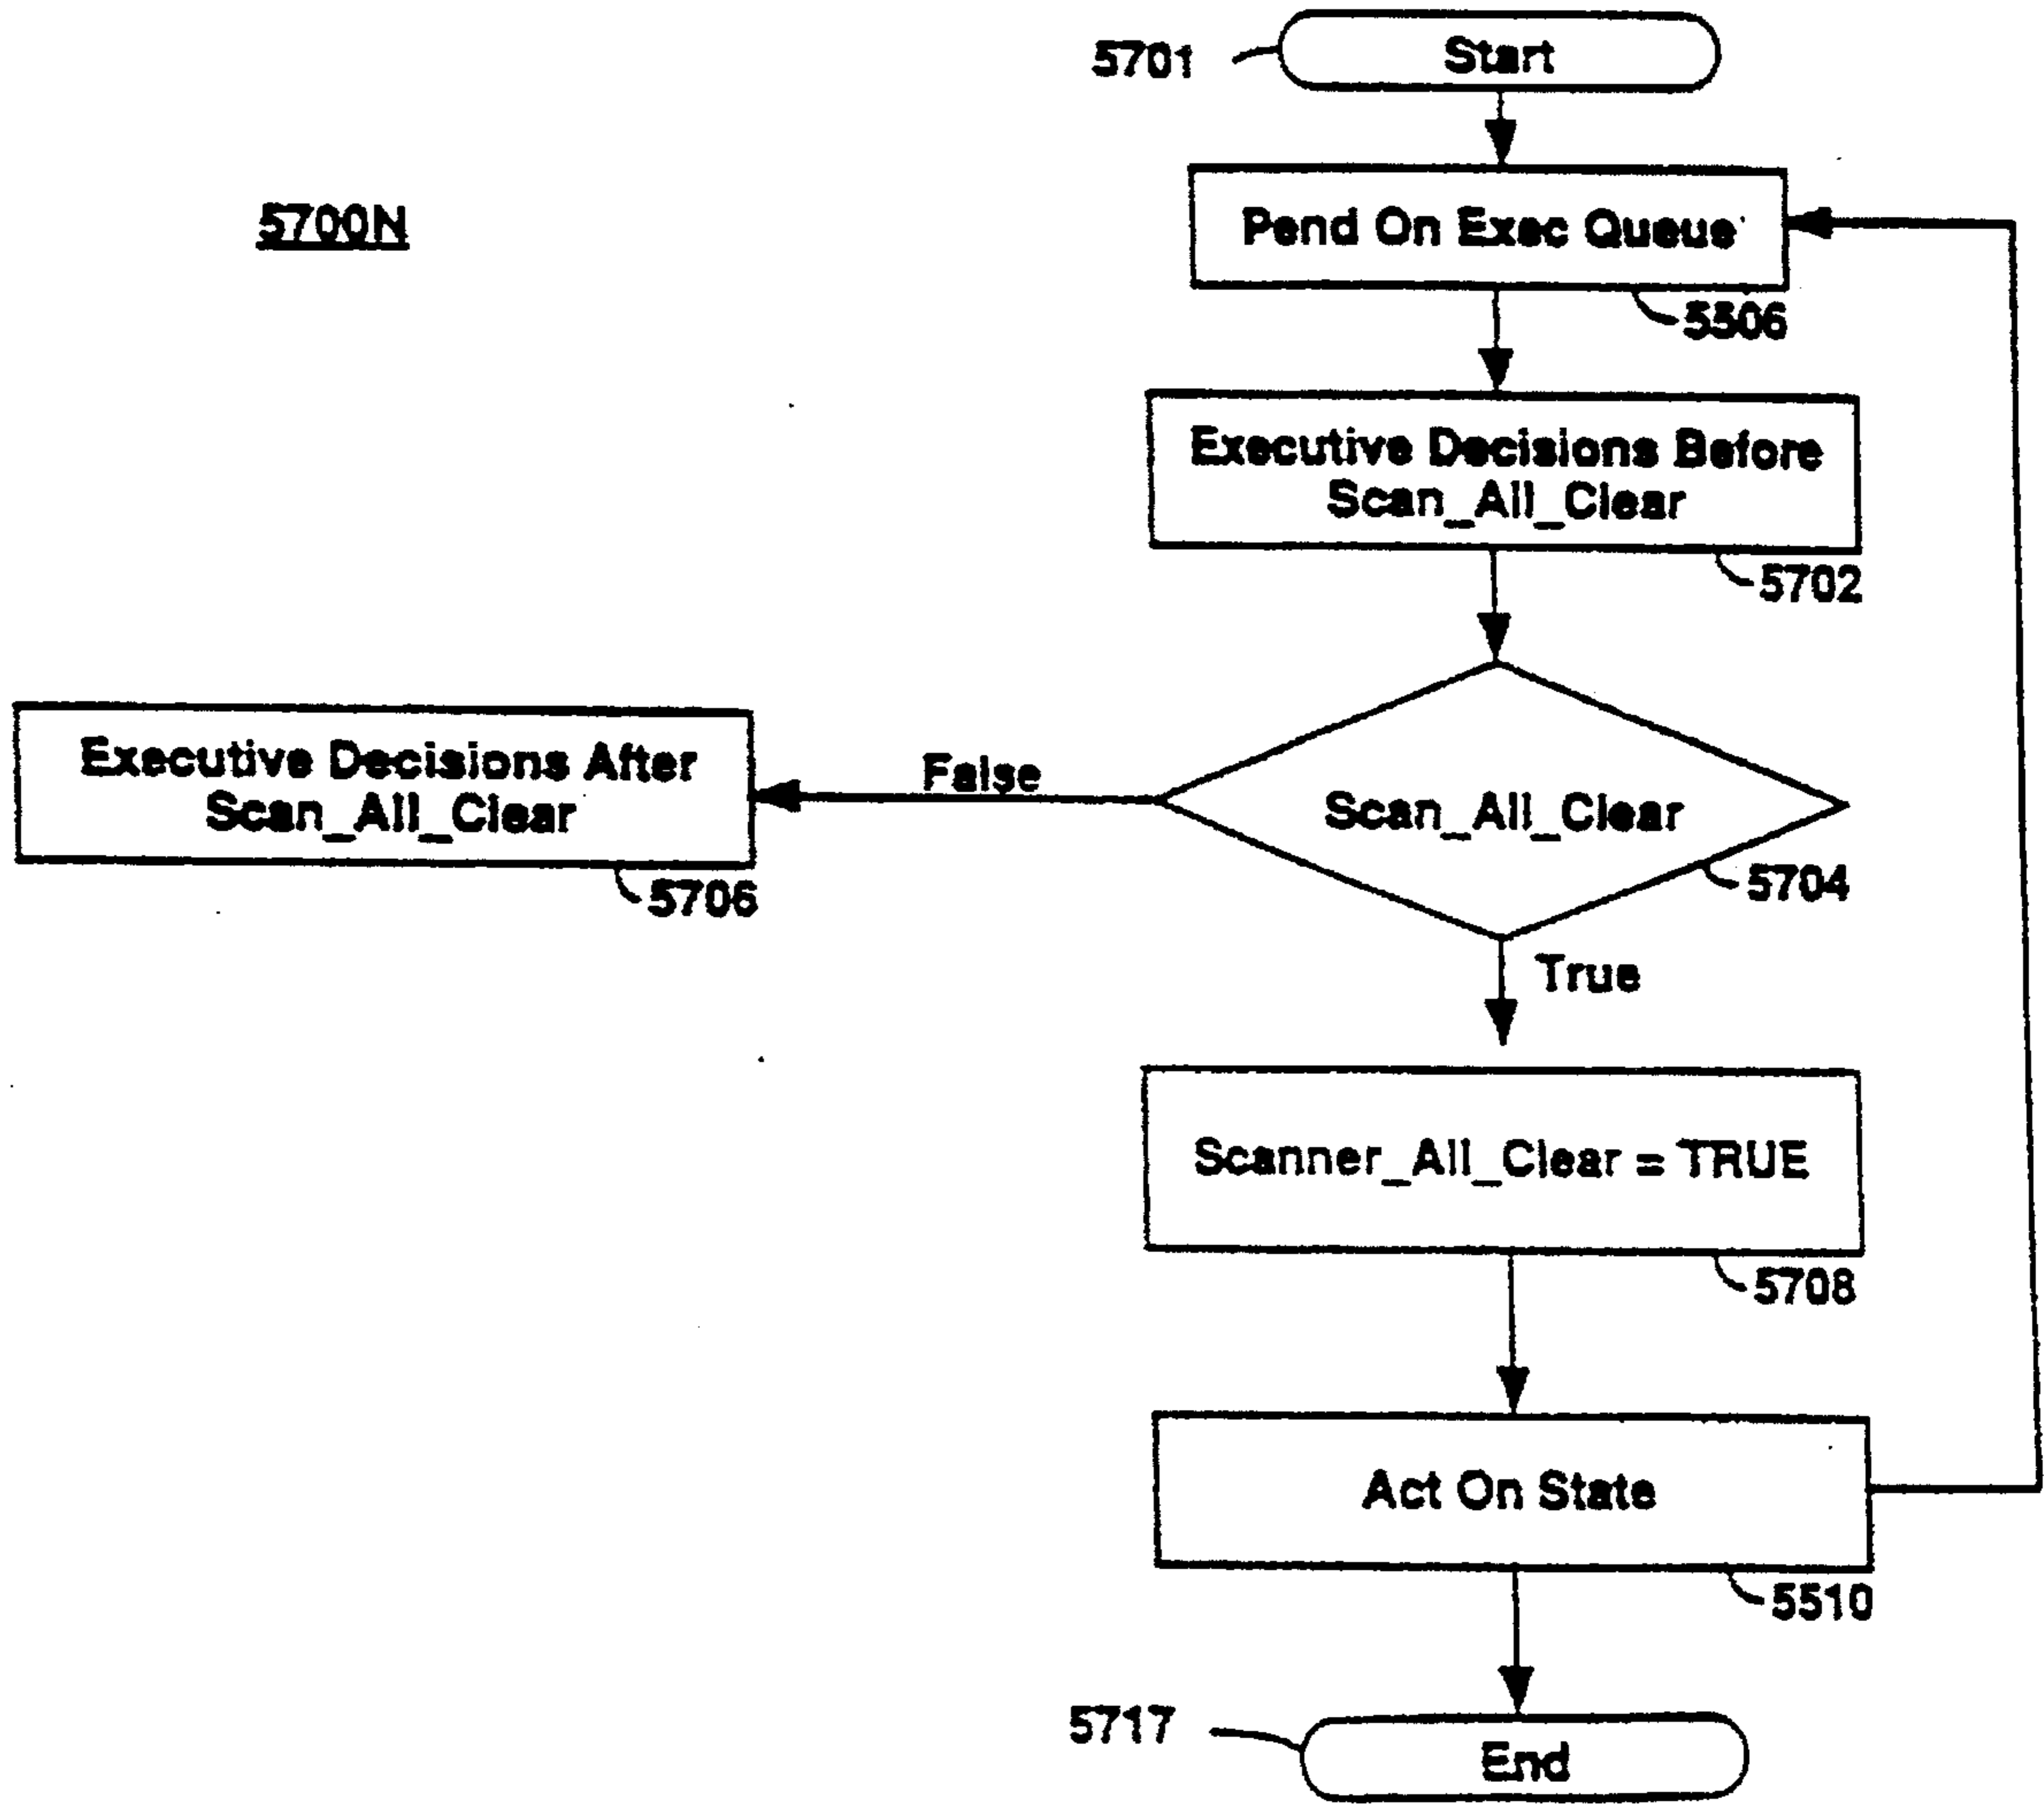 5701
Start
5700N
Pend On Exec Queue
5506
Executive Decisions Before
Scan_All_Clear
5702
Executive Decisions After
Scan_All_Clear
5706
False
Scan_All_Clear
5704
True
Scanner_All_Clear = TRUE
5708
Act On State
5510
5717
End